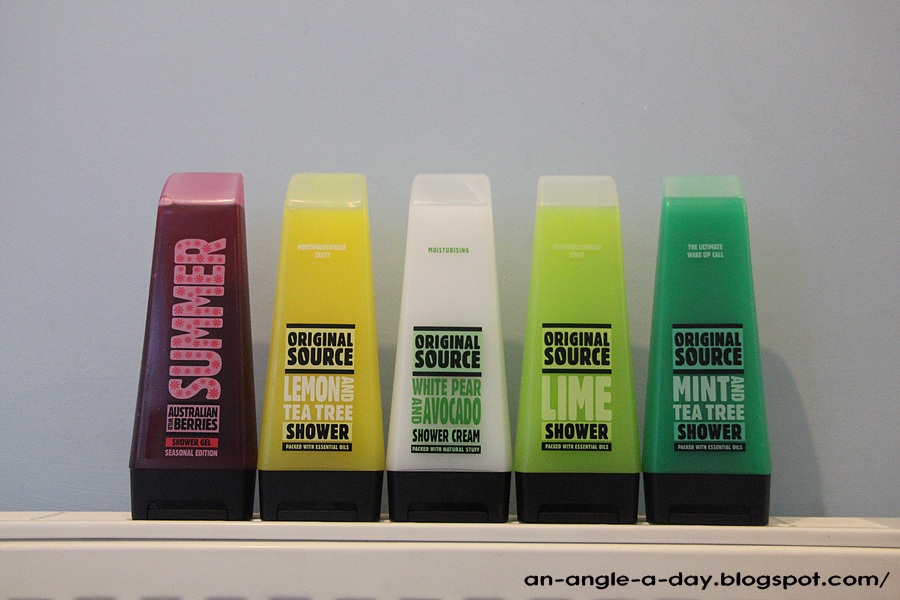 SUMMER
AUSTRALIAN
WILD BERRIES
SHOWER GEL
SEASONAL EDITION
ZESTY
ORIGINAL
SOURCE
LEMON AND
TEA TREE
SHOWER
PACKED WITH ESSENTIAL OILS
MOISTURISING
ORIGINAL
SOURCE
WHITE PEAR
AND AVOCADO
SHOWER CREAM
PACKED WITH NATURAL STUFF
ORIGINAL
SOURCE
LIME
SHOWER
PACKED WITH ESSENTIAL OILS
THE ULTIMATE
WAKE UP CALL
ORIGINAL
SOURCE
MINT AND
TEA TREE
SHOWER
PACKED WITH ESSENTIAL OILS
an-angle-a-day.blogspot.com/